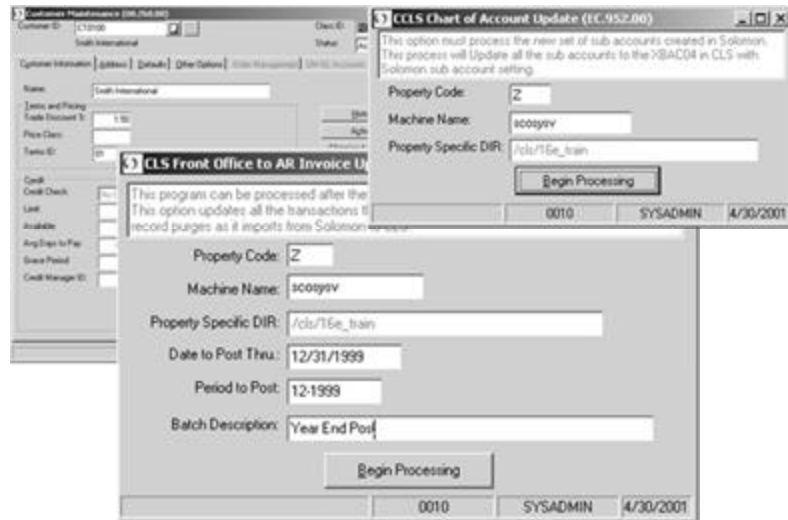 Customer Maintenance (08.260.00)
Customer ID: CT0100
Class ID:
Smith International
Status:
Customer Information Address Defaults Other Options Order Management
Name: Smith International
Terms and Pricing
Trade Discount %: 1.50
Price Class:
Terms ID: 01
Credit
Credit Check:
Limit
Available
Avg Days to Pay
Grace Period
Credit Manager ID:
CCLS Chart of Account Update (EC.952.00)
This option must process the new set of sub accounts created in Solomon.
This process will Update all the sub accounts to the XBAC04 in CLS with
Solomon sub account setting.
Property Code: Z
Machine Name: scosysv
Property Specific DIR: /cls/16e_train
Begin Processing
0010 SYSADMIN 4/30/2001
CLS Front Office to AR Invoice
This program can be processed after the
This option updates all the transactions
record purges as it imports from Solomon
Property Code: Z
Machine Name: scosysv
Property Specific DIR: /cls/16e_train
Date to Post Thru.: 12/31/1999
Period to Post: 12-1999
Batch Description: Year End Post
Begin Processing
0010 SYSADMIN 4/30/2001